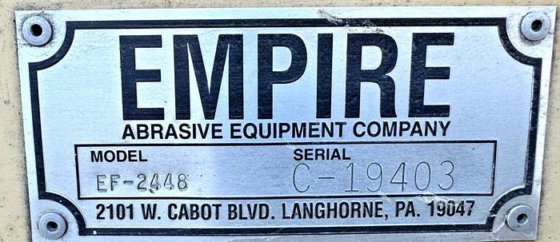 EMPIRE
ABRASIVE EQUIPMENT COMPANY
MODEL SERIAL
EF-2448 C-19403
2101 W. CABOT BLVD. LANGHORNE, PA. 19047